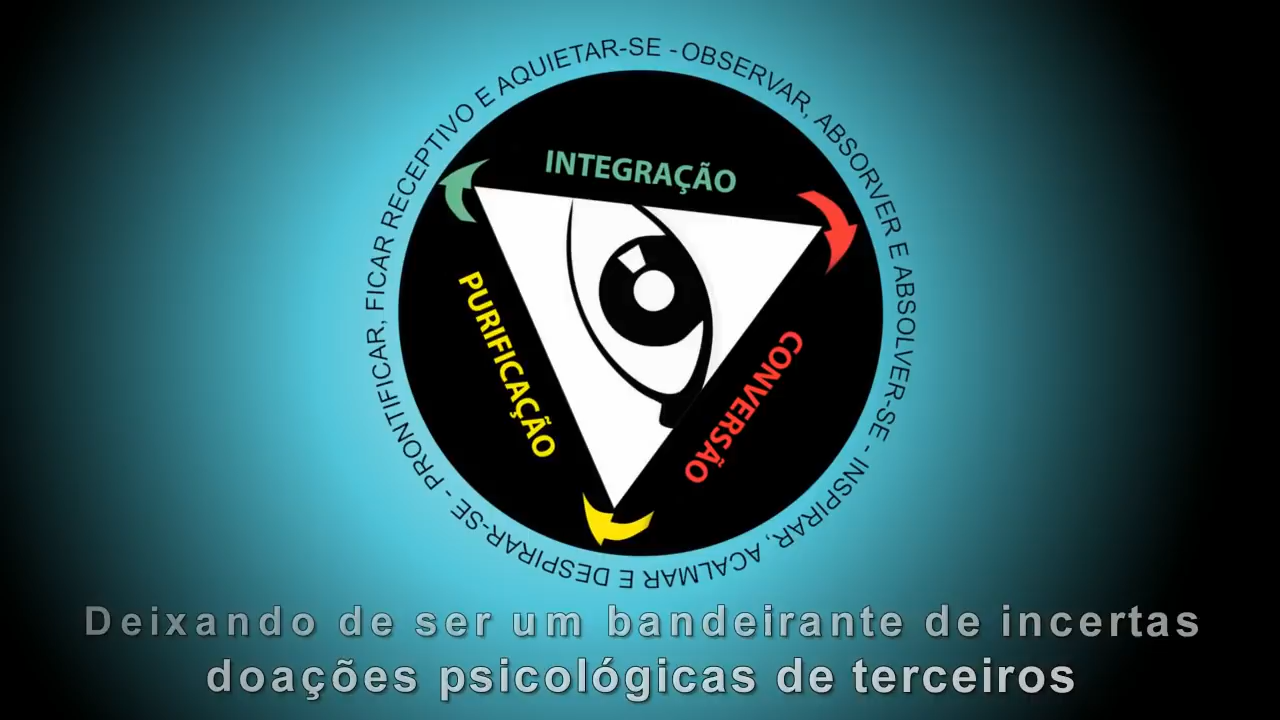 PRONTIFICAR, FICAR RECEPTIVO E AQUIETAR-SE - OBSERVAR, ABSORVER E ABSOLVER-SE - INSPIRAR, ACALMAR E DESPIRAR-SE -
INTEGRAÇÃO
PURIFICAÇÃO
CONVERSÃO
Deixando de ser um bandeirante de incertas
doações psicológicas de terceiros